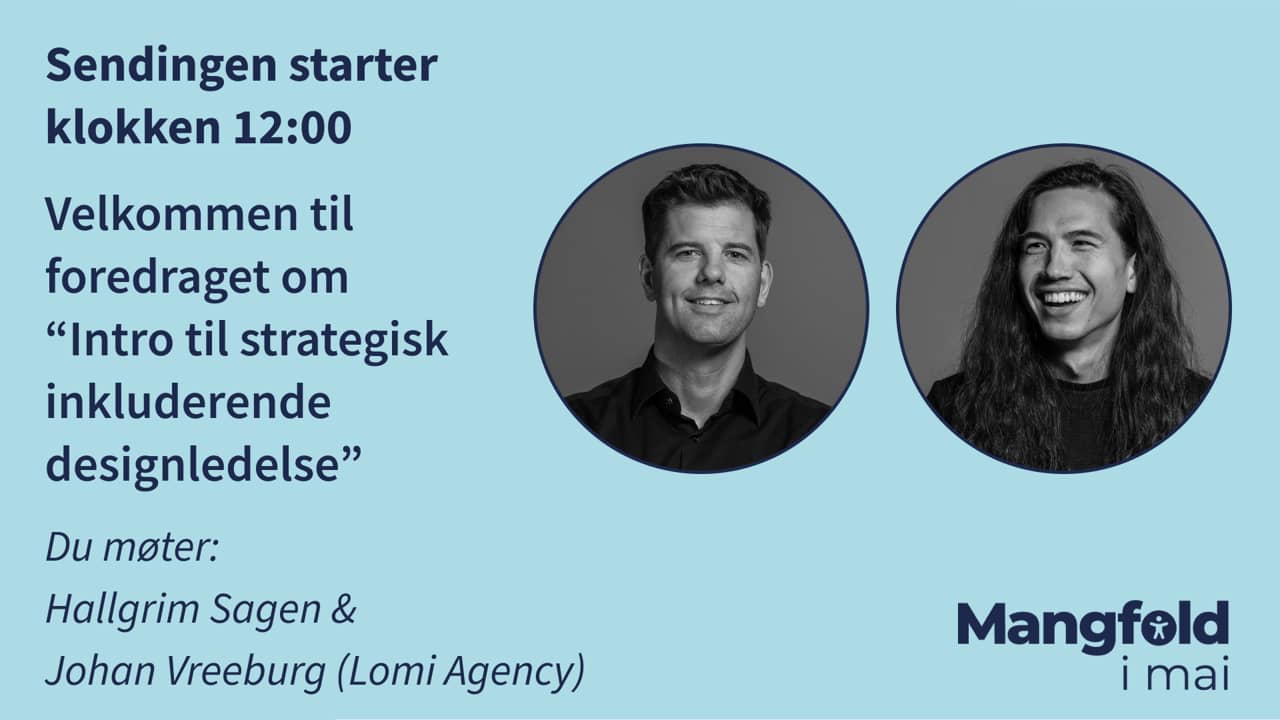 Sendingen starter
klokken 12:00
Velkommen til
foredraget om
“Intro til strategisk
inkluderende
designledelse”
Du møter:
Hallgrim Sagen &
Johan Vreeburg (Lomi Agency)
Mangfold
i mai